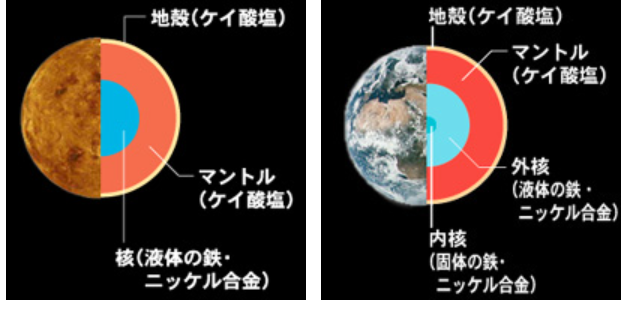 地殻(ケイ酸塩)
マントル
(ケイ酸塩)
核(液体の鉄・
ニッケル合金)
地殻(ケイ酸塩)
マントル
(ケイ酸塩)
外核
(液体の鉄・
ニッケル合金)
内核
(固体の鉄・
ニッケル合金)